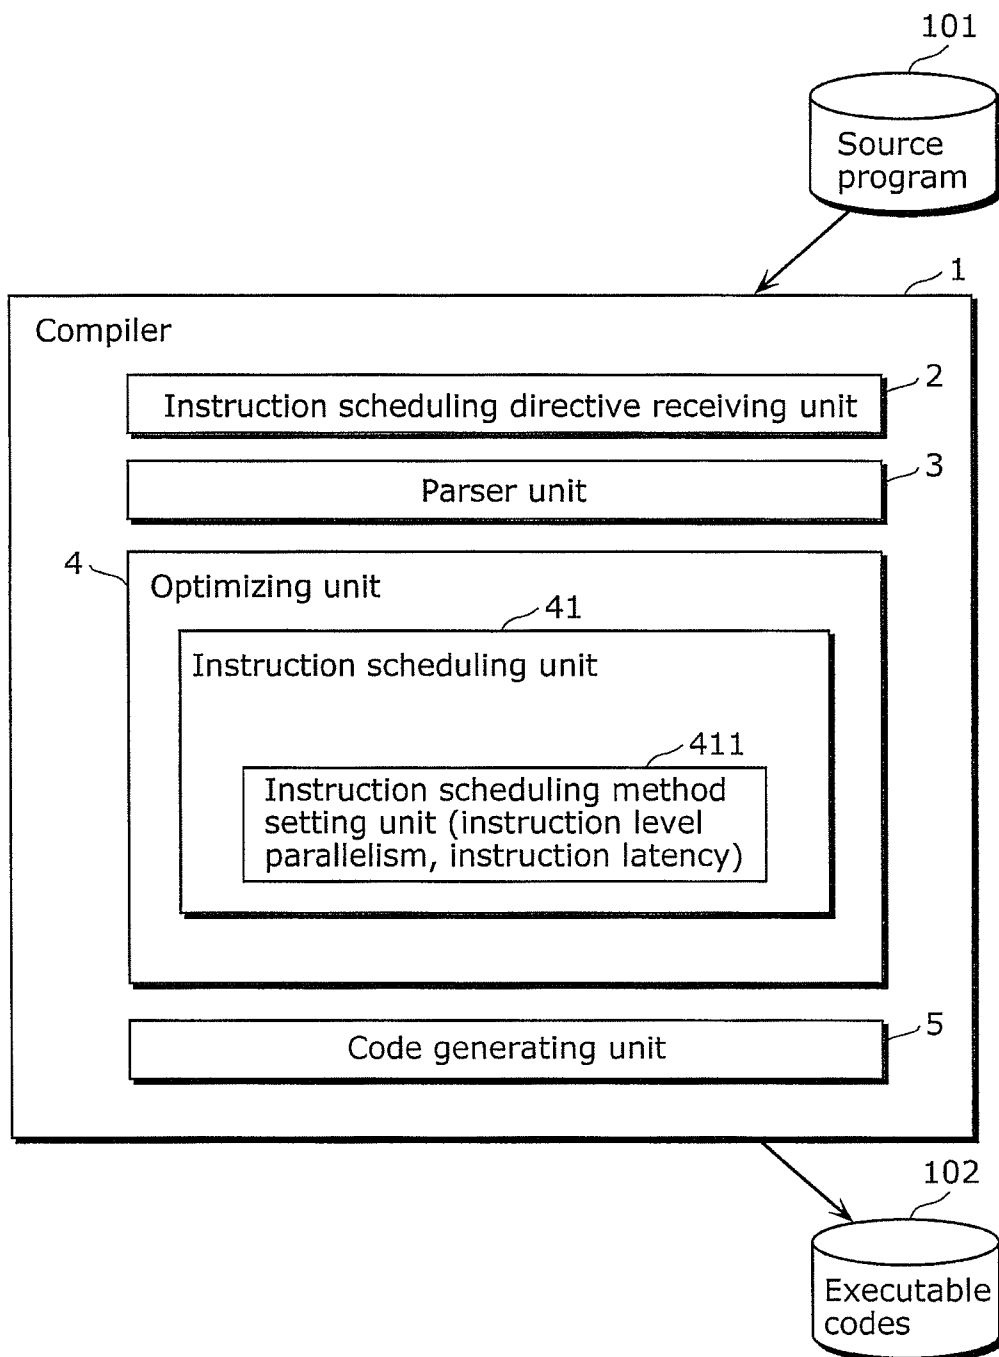 101
Source
program
1
Compiler
2
Instruction scheduling directive receiving unit
3
Parser unit
4
Optimizing unit
41
Instruction scheduling unit
411
Instruction scheduling method
setting unit (instruction level
parallelism, instruction latency)
5
Code generating unit
102
Executable
codes